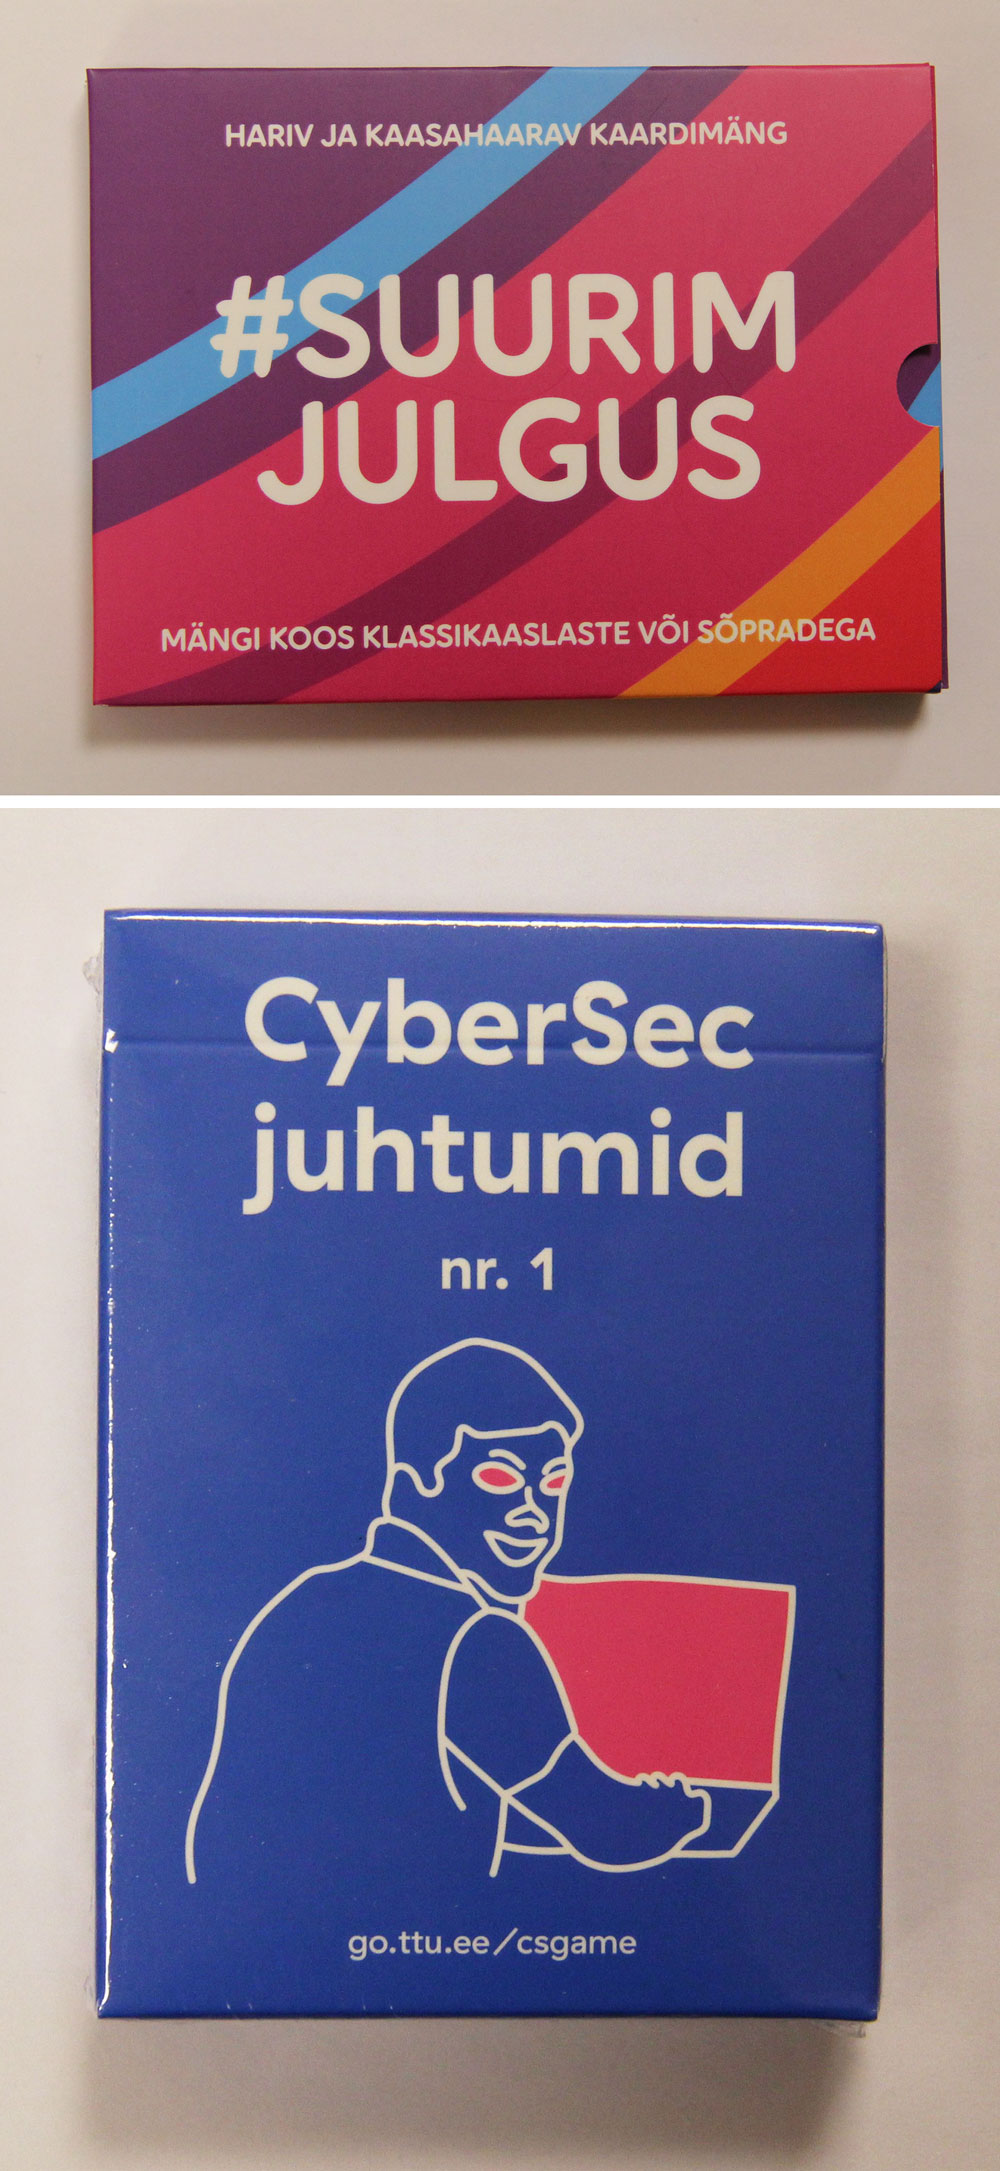 HARIV JA KAASAHAARAV KAARDIMÄNG
#SUURIM
JULGUS
MÄNGI KOOS KLASSIKAASLASTE VÕI SÕPRADEGA
CyberSec
juhtumid
nr. 1
go.ttu.ee/csgame